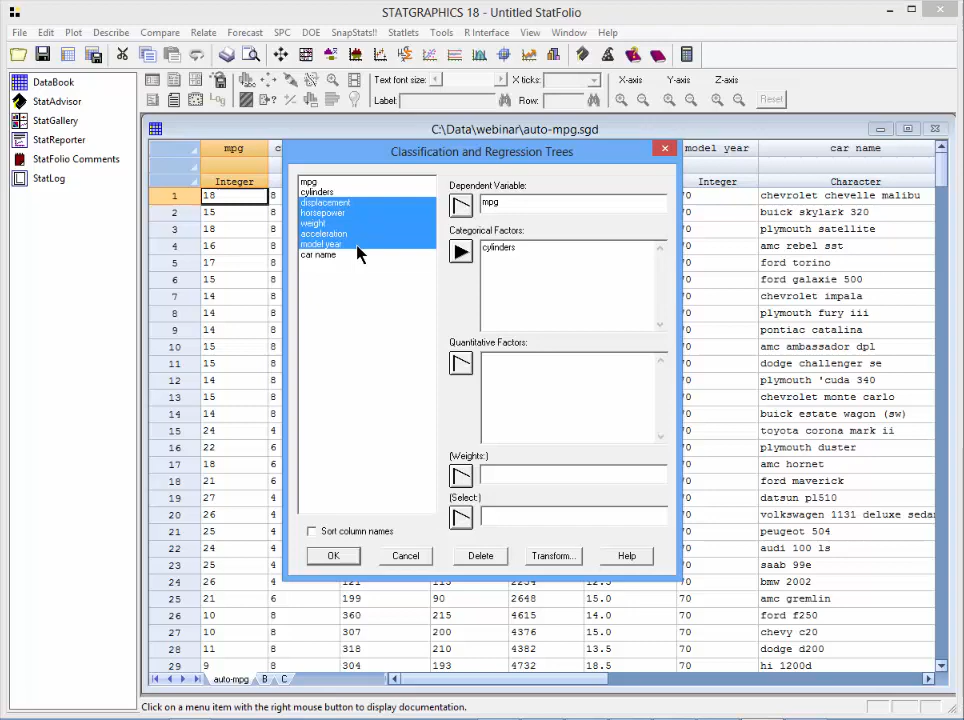 STATGRAPHICS 18 - Untitled StatFolio
File Edit Plot Describe Compare Relate Forecast SPC DOE SnapStats!! Statlets Tools R Interface View Window Help
Text font size: X ticks: X-axis Y-axis Z-axis
Label: Row: Reset
DataBook
StatAdvisor
StatGallery
StatReporter
StatFolio Comments
StatLog
C:\Data\webinar\auto-mpg.sgd
Classification and Regression Trees
mpg
cylinders
displacement
horsepower
weight
acceleration
model year
car name
Sort column names
Dependent Variable:
mpg
Categorical Factors:
cylinders
Quantitative Factors:
(Weights:)
(Select:)
OK Cancel Delete Transform... Help
mpg c model year car name
Integer Integer Character
1 18 8 70 chevrolet chevelle malibu
2 15 8 70 buick skylark 320
3 18 8 70 plymouth satellite
4 16 8 70 amc rebel sst
5 17 8 70 ford torino
6 15 8 70 ford galaxie 500
7 14 8 70 chevrolet impala
8 14 8 70 plymouth fury iii
9 14 8 70 pontiac catalina
10 15 8 70 amc ambassador dpl
11 15 8 70 dodge challenger se
12 14 8 70 plymouth 'cuda 340
13 15 8 70 chevrolet monte carlo
14 14 8 70 buick estate wagon (sw)
15 24 4 70 toyota corona mark ii
16 22 6 70 plymouth duster
17 18 6 70 amc hornet
18 21 6 70 ford maverick
19 27 4 70 datsun pl510
20 26 4 70 volkswagen 1131 deluxe sedan
21 25 4 70 peugeot 504
22 24 4 70 audi 100 ls
23 25 4 70 saab 99e
24 26 4 121 113 2234 12.5 70 bmw 2002
25 21 6 199 90 2648 15.0 70 amc gremlin
26 10 8 360 215 4615 14.0 70 ford f250
27 10 8 307 200 4376 15.0 70 chevy c20
28 11 8 318 210 4382 13.5 70 dodge d200
29 9 8 304 193 4732 18.5 70 hi 1200d
auto-mpg B C
Click on a menu item with the right mouse button to display documentation.